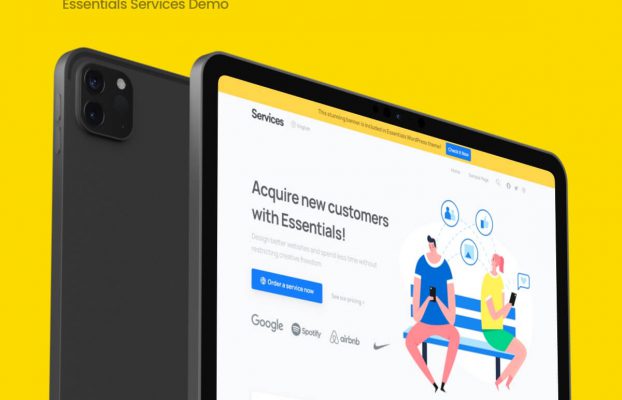 Essentials Services Demo
This stunning banner is included in Essentials WordPress theme!
Check it Now
Services
English
Home
Sample Page
Acquire new customers
with Essentials!
Design better websites and spend less time without
restricting creative freedom.
Order a service now
See our pricing
Google
Spotify
airbnb